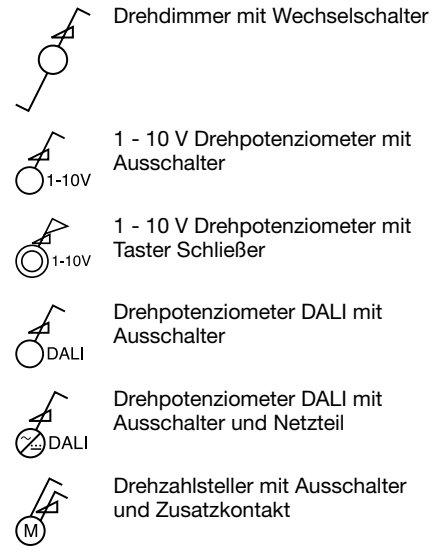 Drehdimmer mit Wechselschalter
1 - 10 V Drehpotenziometer mit
Ausschalter
1-10V
1 - 10 V Drehpotenziometer mit
Taster Schließer
1-10V
Drehpotenziometer DALI mit
Ausschalter
DALI
Drehpotenziometer DALI mit
Ausschalter und Netzteil
DALI
Drehzahlsteller mit Ausschalter
und Zusatzkontakt
M